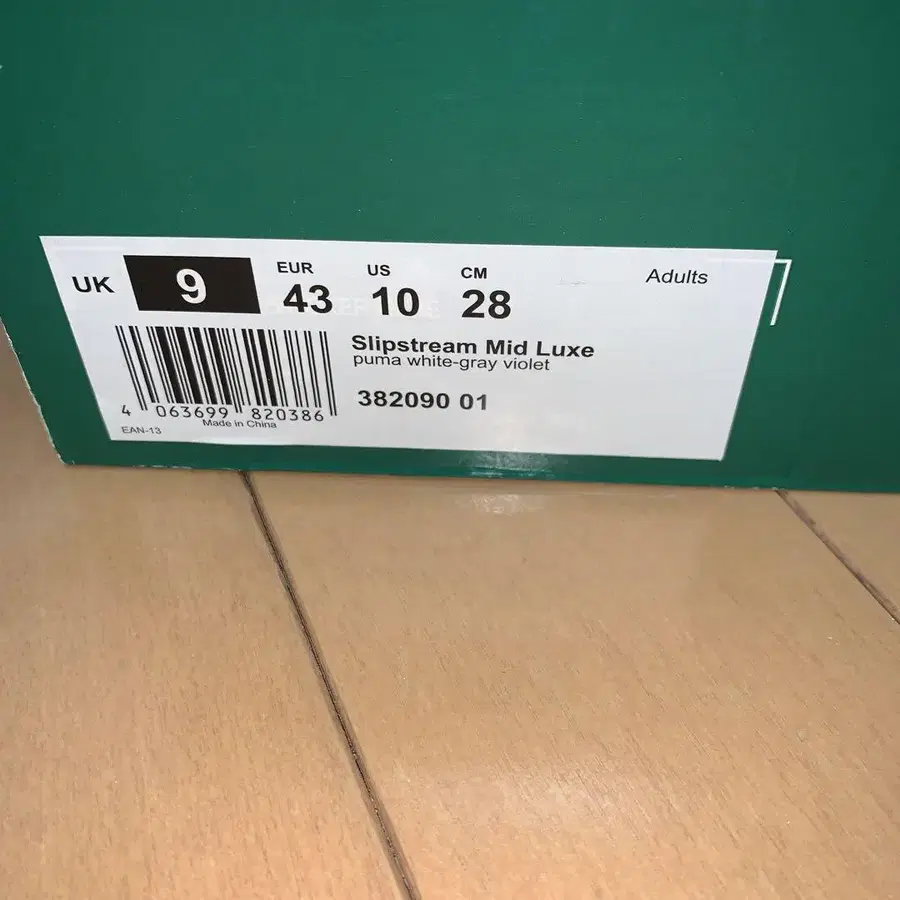 UK 9
EUR US CM
43 10 28
Adults
Slipstream Mid Luxe
puma white-gray violet
382090 01
4 063699 820386
Made in China
EAN-13